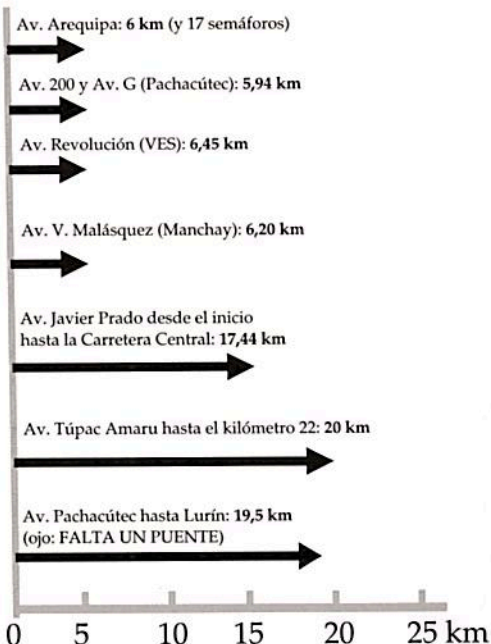 Av. Arequipa: 6 km (y 17 semáforos)
Av. 200 y Av. G (Pachacútec): 5,94 km
Av. Revolución (VES): 6,45 km
Av. V. Malásquez (Manchay): 6,20 km
Av. Javier Prado desde el inicio
hasta la Carretera Central: 17,44 km
Av. Túpac Amaru hasta el kilómetro 22: 20 km
Av. Pachacútec hasta Lurín: 19,5 km
(ojo: FALTA UN PUENTE)
0 5 10 15 20 25 km